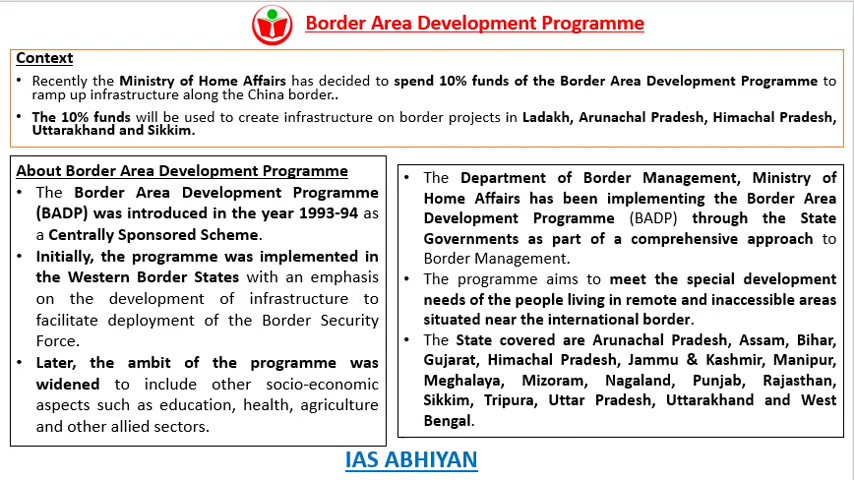 Border Area Development Programme
Context
• Recently the Ministry of Home Affairs has decided to spend 10% funds of the Border Area Development Programme to
ramp up infrastructure along the China border..
• The 10% funds will be used to create infrastructure on border projects in Ladakh, Arunachal Pradesh, Himachal Pradesh,
Uttarakhand and Sikkim.
About Border Area Development Programme
• The Border Area Development Programme
(BADP) was introduced in the year 1993-94 as
a Centrally Sponsored Scheme.
• Initially, the programme was implemented in
the Western Border States with an emphasis
on the development of infrastructure to
facilitate deployment of the Border Security
Force.
• Later, the ambit of the programme was
widened to include other socio-economic
aspects such as education, health, agriculture
and other allied sectors.
• The Department of Border Management, Ministry of
Home Affairs has been implementing the Border Area
Development Programme (BADP) through the State
Governments as part of a comprehensive approach to
Border Management.
• The programme aims to meet the special development
needs of the people living in remote and inaccessible areas
situated near the international border.
• The State covered are Arunachal Pradesh, Assam, Bihar,
Gujarat, Himachal Pradesh, Jammu & Kashmir, Manipur,
Meghalaya, Mizoram, Nagaland, Punjab, Rajasthan,
Sikkim, Tripura, Uttar Pradesh, Uttarakhand and West
Bengal.
IAS ABHIYAN